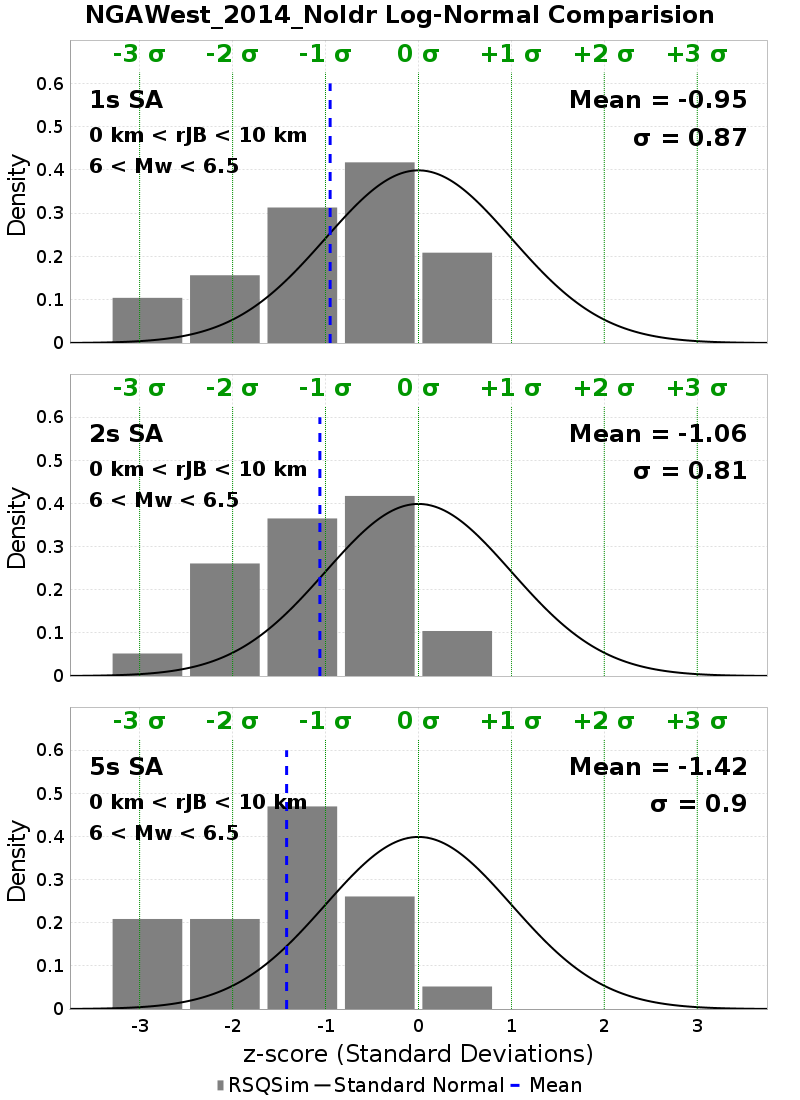 NGAWest_2014_NoIdr Log-Normal Comparision
-3 σ -2 σ -1 σ 0 σ +1 σ +2 σ +3 σ
0.6
1s SA Mean = -0.95
0.5
0 km < rJB < 10 km σ = 0.87
6 < Mw < 6.5
0.4
0.3
0.2
0.1
0
Density
-3 σ -2 σ -1 σ 0 σ +1 σ +2 σ +3 σ
0.6
2s SA Mean = -1.06
0.5
0 km < rJB < 10 km σ = 0.81
6 < Mw < 6.5
0.4
0.3
0.2
0.1
0
Density
-3 σ -2 σ -1 σ 0 σ +1 σ +2 σ +3 σ
0.6
5s SA Mean = -1.42
0.5
0 km < rJB < 10 km σ = 0.9
6 < Mw < 6.5
0.4
0.3
0.2
0.1
0
Density
-3 -2 -1 0 1 2 3
z-score (Standard Deviations)
RSQSim Standard Normal Mean